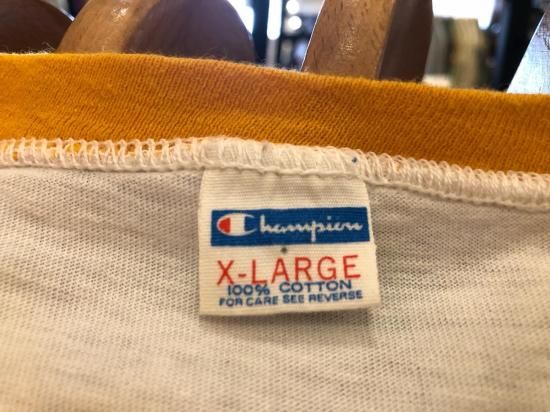 Champion
X-LARGE
100% COTTON
FOR CARE SEE REVERSE